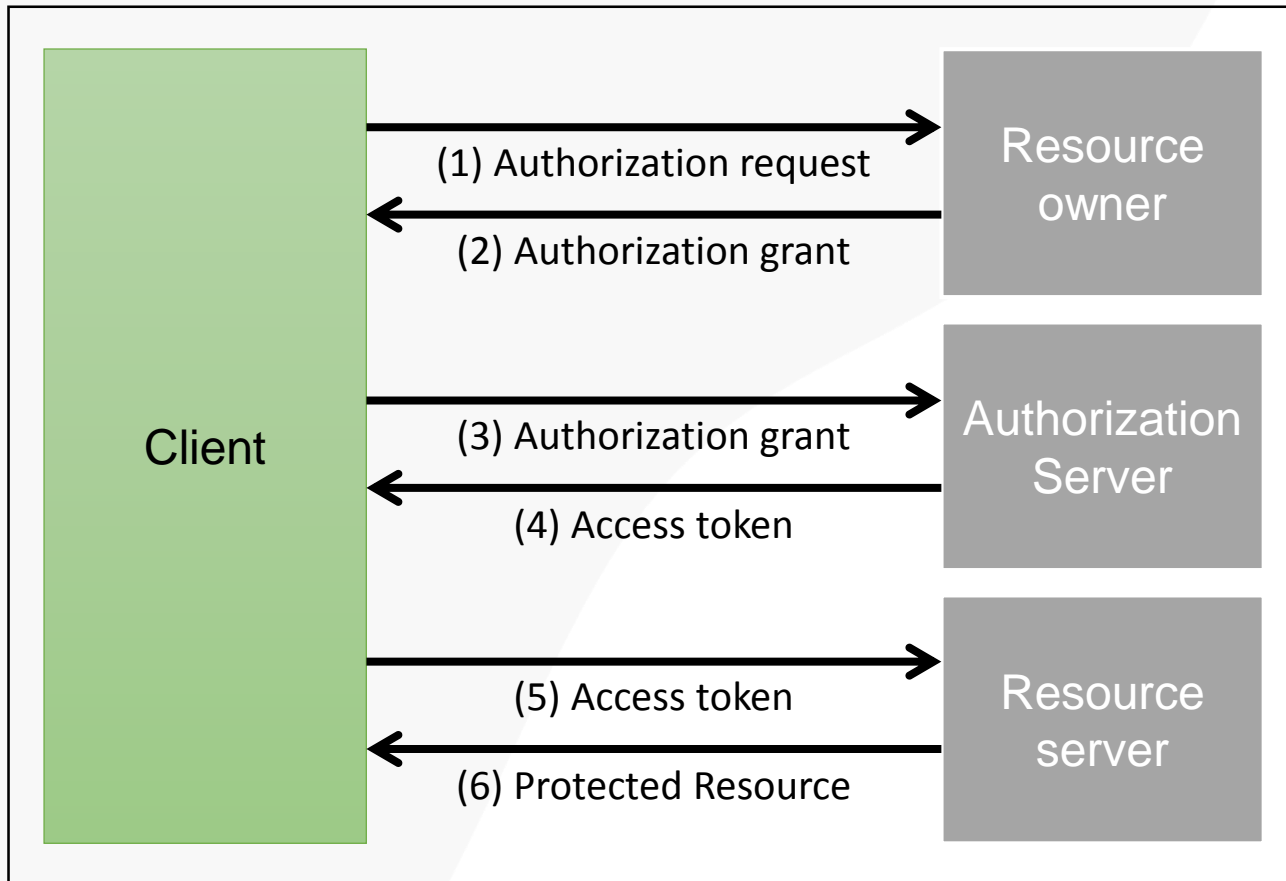 Client
(1) Authorization request
(2) Authorization grant
Resource
owner
(3) Authorization grant
(4) Access token
Authorization
Server
(5) Access token
(6) Protected Resource
Resource
server